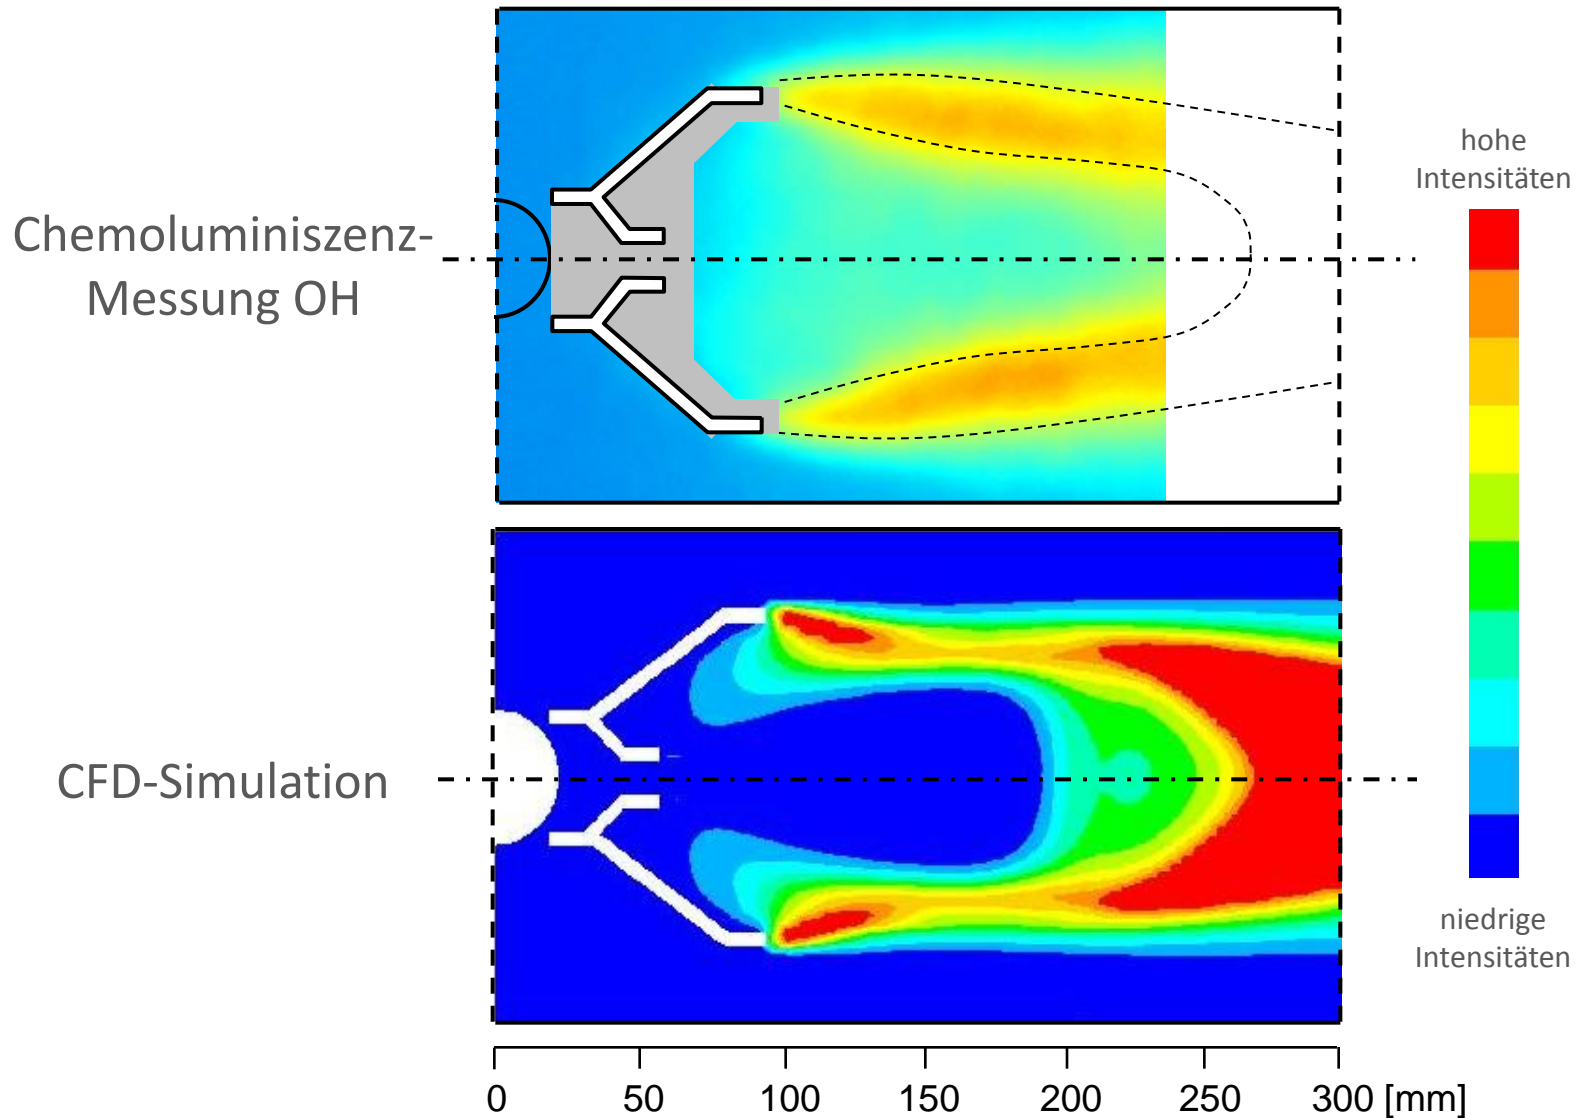 Chemoluminiszenz-
Messung OH
CFD-Simulation
hohe
Intensitäten
niedrige
Intensitäten
0 50 100 150 200 250 300 [mm]